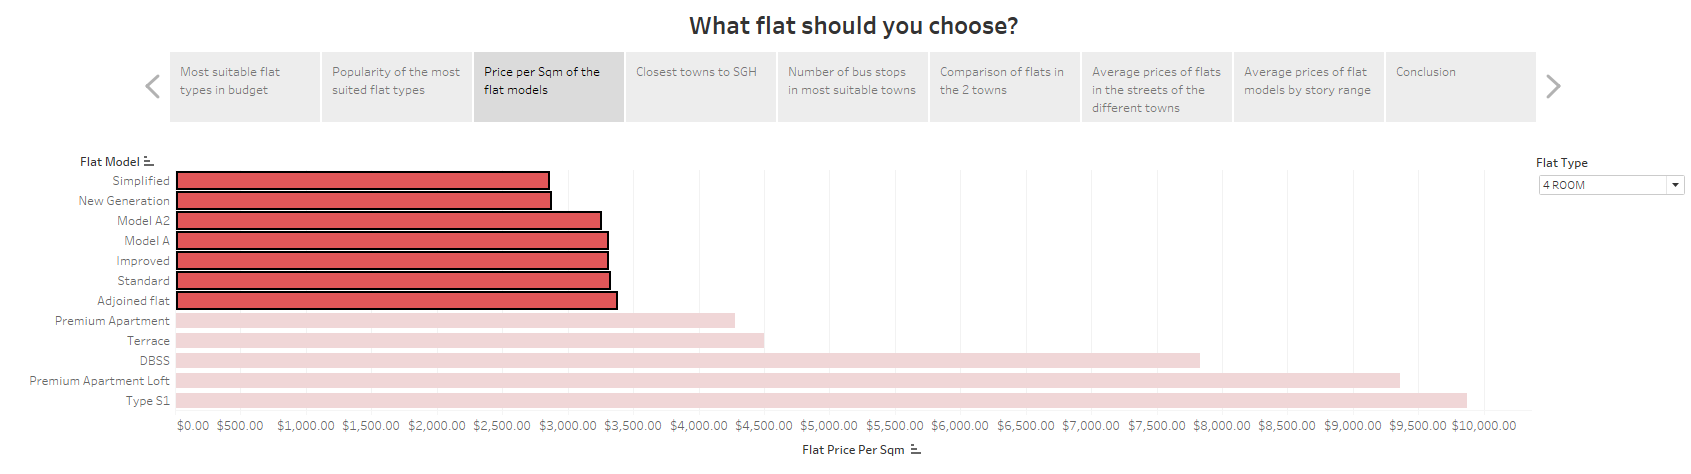 What flat should you choose?
Most suitable flat
types in budget
Popularity of the most
suited flat types
Price per Sqm of the
flat models
Closest towns to SGH
Number of bus stops
in most suitable towns
Comparison of flats in
the 2 towns
Average prices of flats
in the streets of the
different towns
Average prices of flat
models by story range
Conclusion
Flat Model
Simplified
New Generation
Model A2
Model A
Improved
Standard
Adjoined flat
Premium Apartment
Terrace
DBSS
Premium Apartment Loft
Type S1
$0.00 $500.00 $1,000.00 $1,500.00 $2,000.00 $2,500.00 $3,000.00 $3,500.00 $4,000.00 $4,500.00 $5,000.00 $5,500.00 $6,000.00 $6,500.00 $7,000.00 $7,500.00 $8,000.00 $8,500.00 $9,000.00 $9,500.00 $10,000.00
Flat Price Per Sqm
Flat Type
4 ROOM